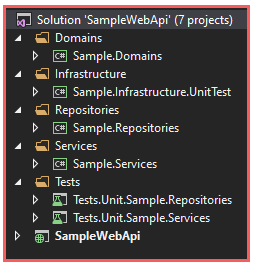 Solution 'SampleWebApi' (7 projects)
Domains
C# Sample.Domains
Infrastructure
C# Sample.Infrastructure.UnitTest
Repositories
C# Sample.Repositories
Services
C# Sample.Services
Tests
Tests.Unit.Sample.Repositories
Tests.Unit.Sample.Services
SampleWebApi